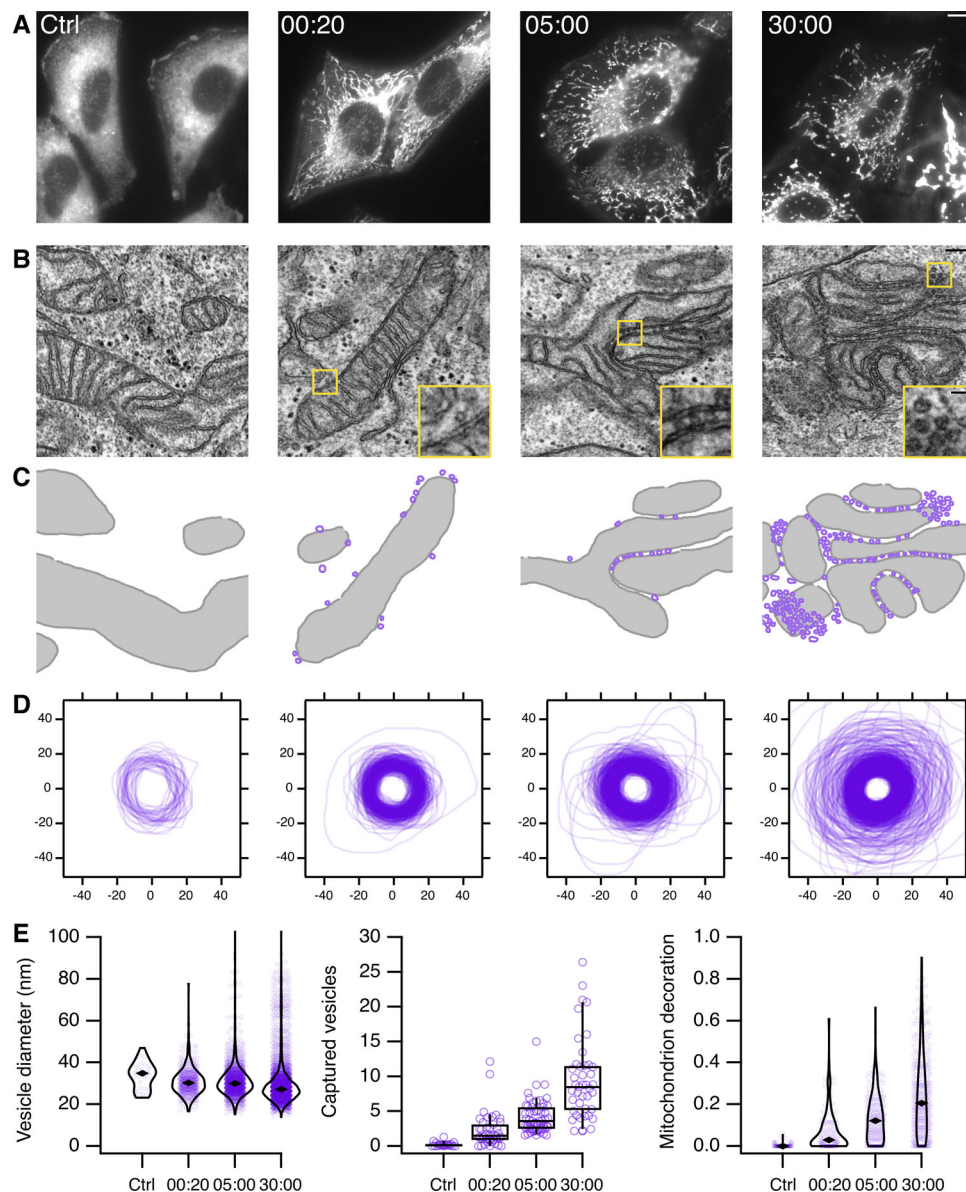 A Ctrl 00:20 05:00 30:00
B
C
D
40 40 40 40
20 20 20 20
0 0 0 0
-20 -20 -20 -20
-40 -40 -40 -40
-40 -20 0 20 40 -40 -20 0 20 40 -40 -20 0 20 40 -40 -20 0 20 40
E
Vesicle diameter (nm)
100
80
60
40
20
0
Ctrl 00:20 05:00 30:00
Captured vesicles
30
25
20
15
10
5
0
Ctrl 00:20 05:00 30:00
Mitochondrion decoration
1.0
0.8
0.6
0.4
0.2
0.0
Ctrl 00:20 05:00 30:00